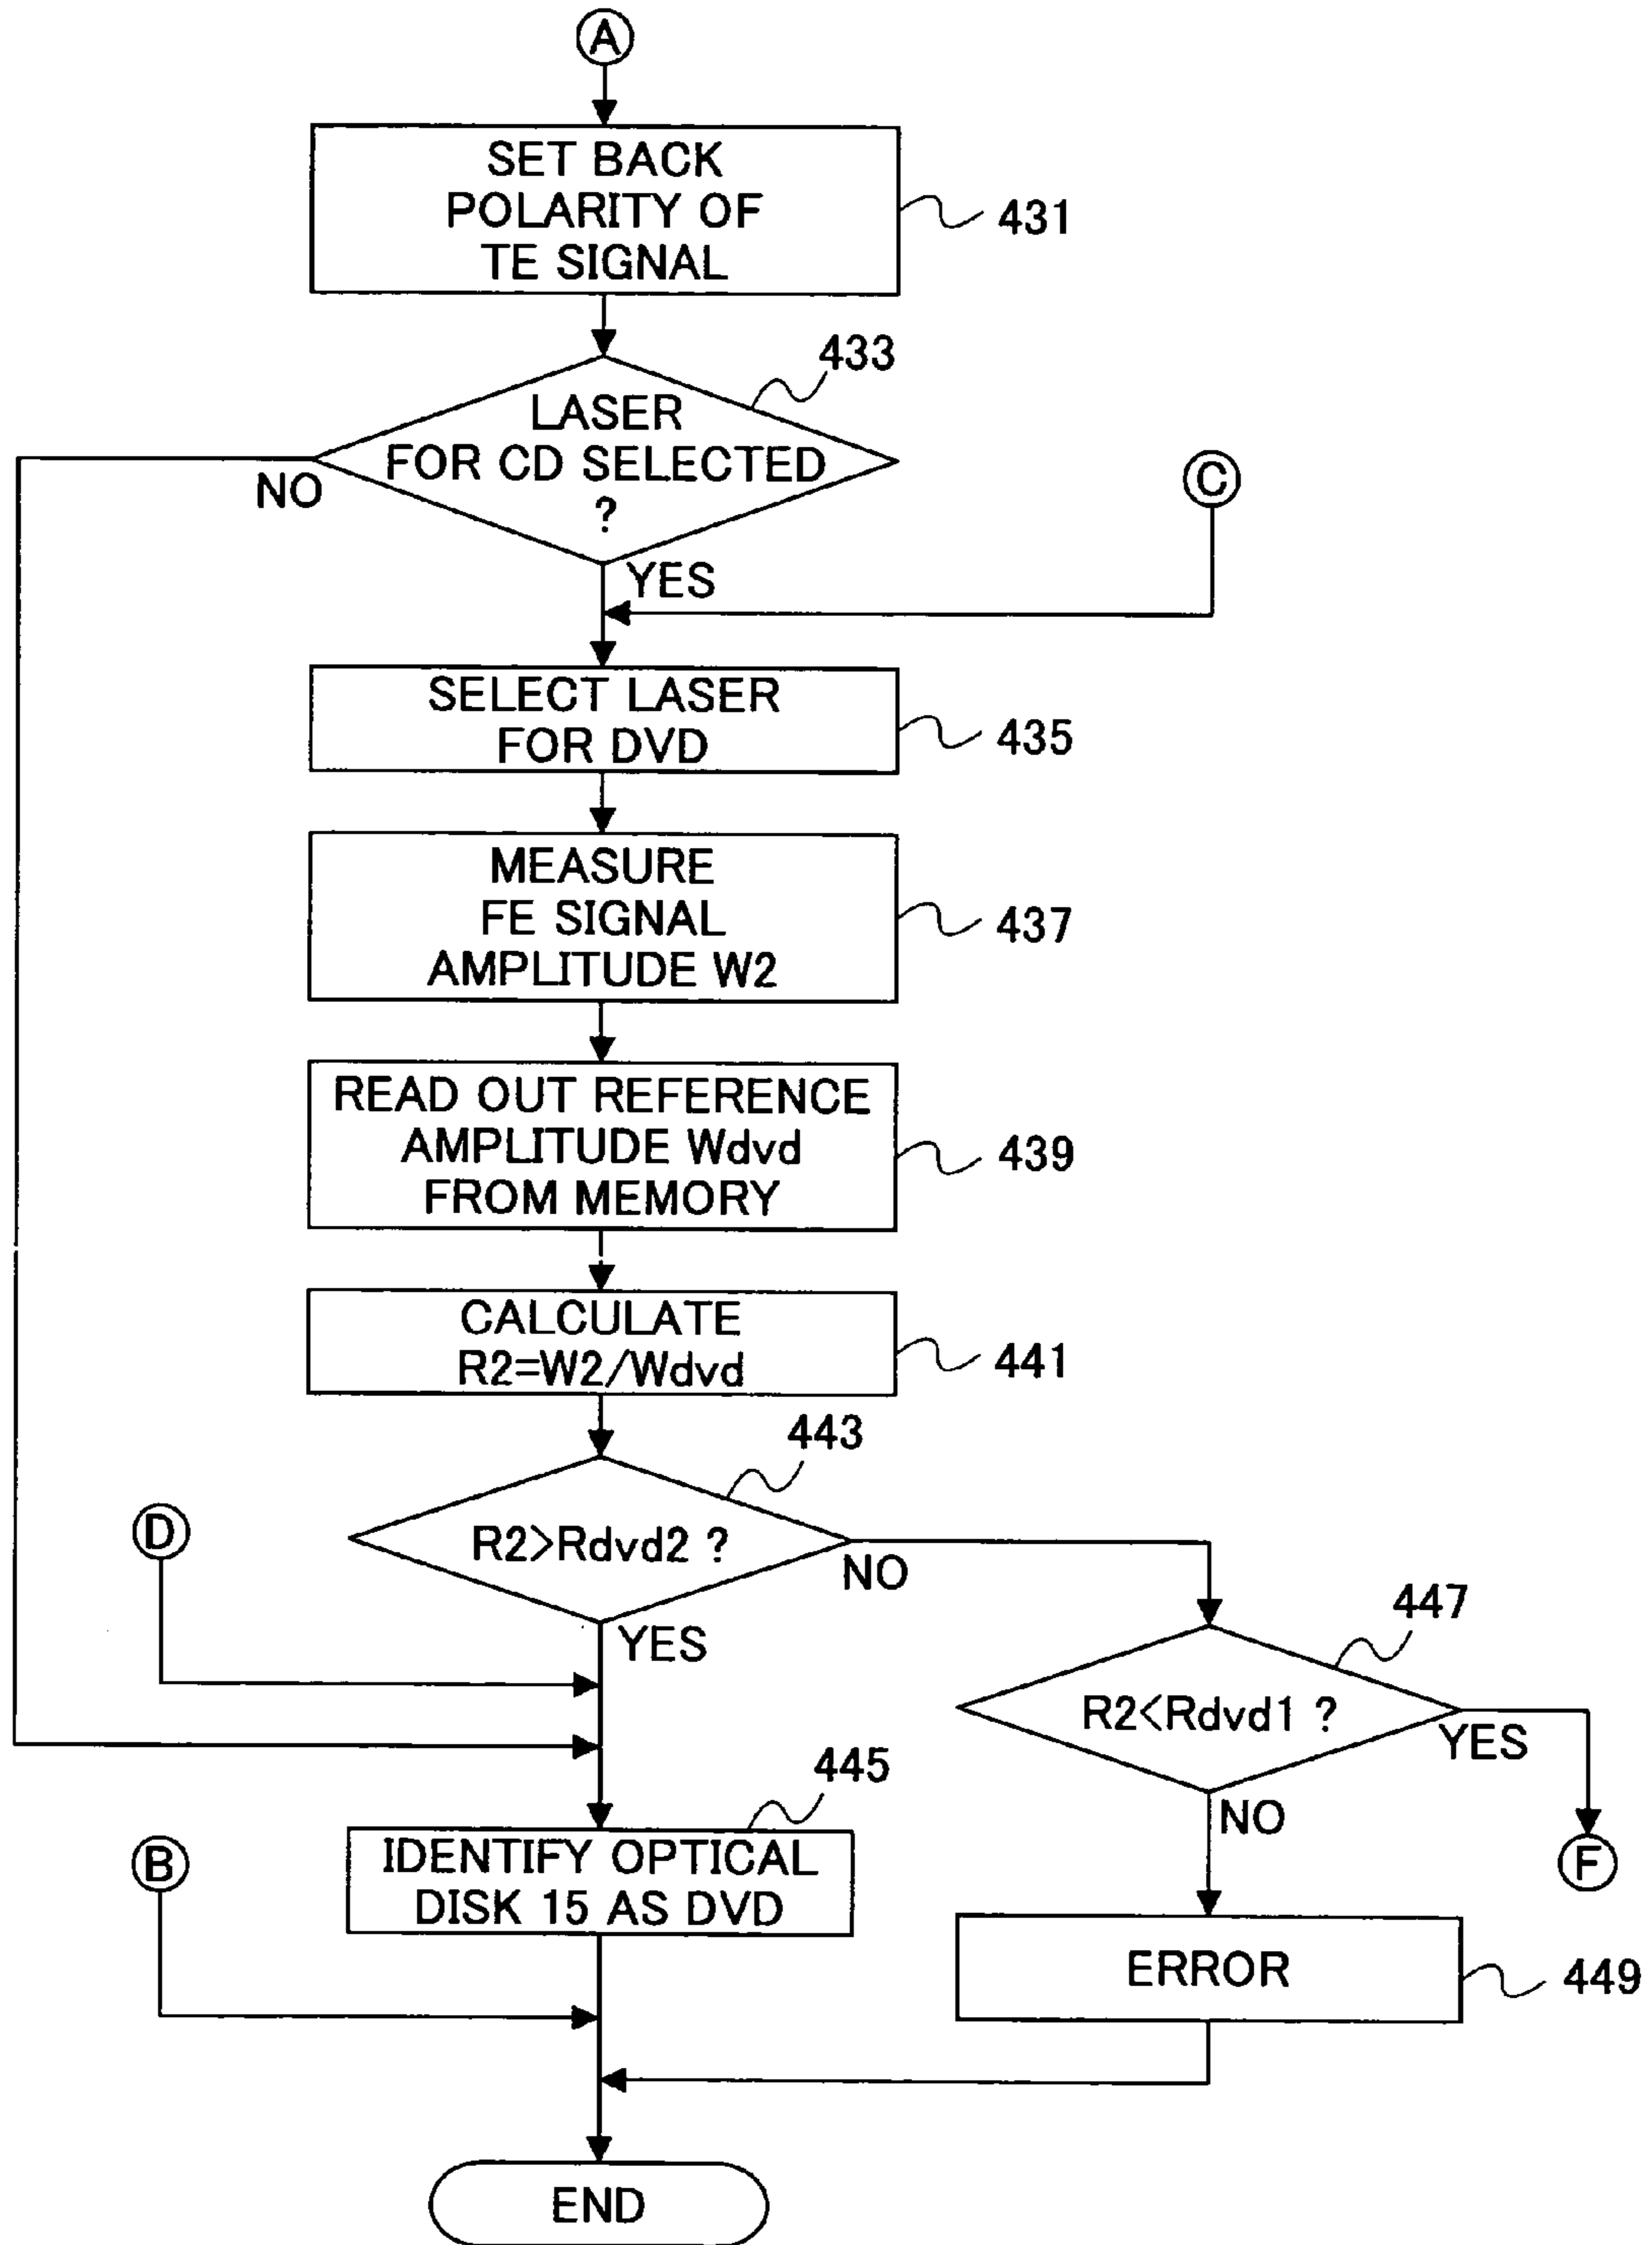 A
SET BACK
POLARITY OF
TE SIGNAL
431
433
LASER
FOR CD SELECTED
?
NO
YES
C
SELECT LASER
FOR DVD
435
MEASURE
FE SIGNAL
AMPLITUDE W2
437
READ OUT REFERENCE
AMPLITUDE Wdvd
FROM MEMORY
439
CALCULATE
R2=W2/Wdvd
441
443
R2>Rdvd2 ?
NO
YES
D
447
R2<Rdvd1 ?
YES
NO
F
445
IDENTIFY OPTICAL
DISK 15 AS DVD
B
ERROR
449
END